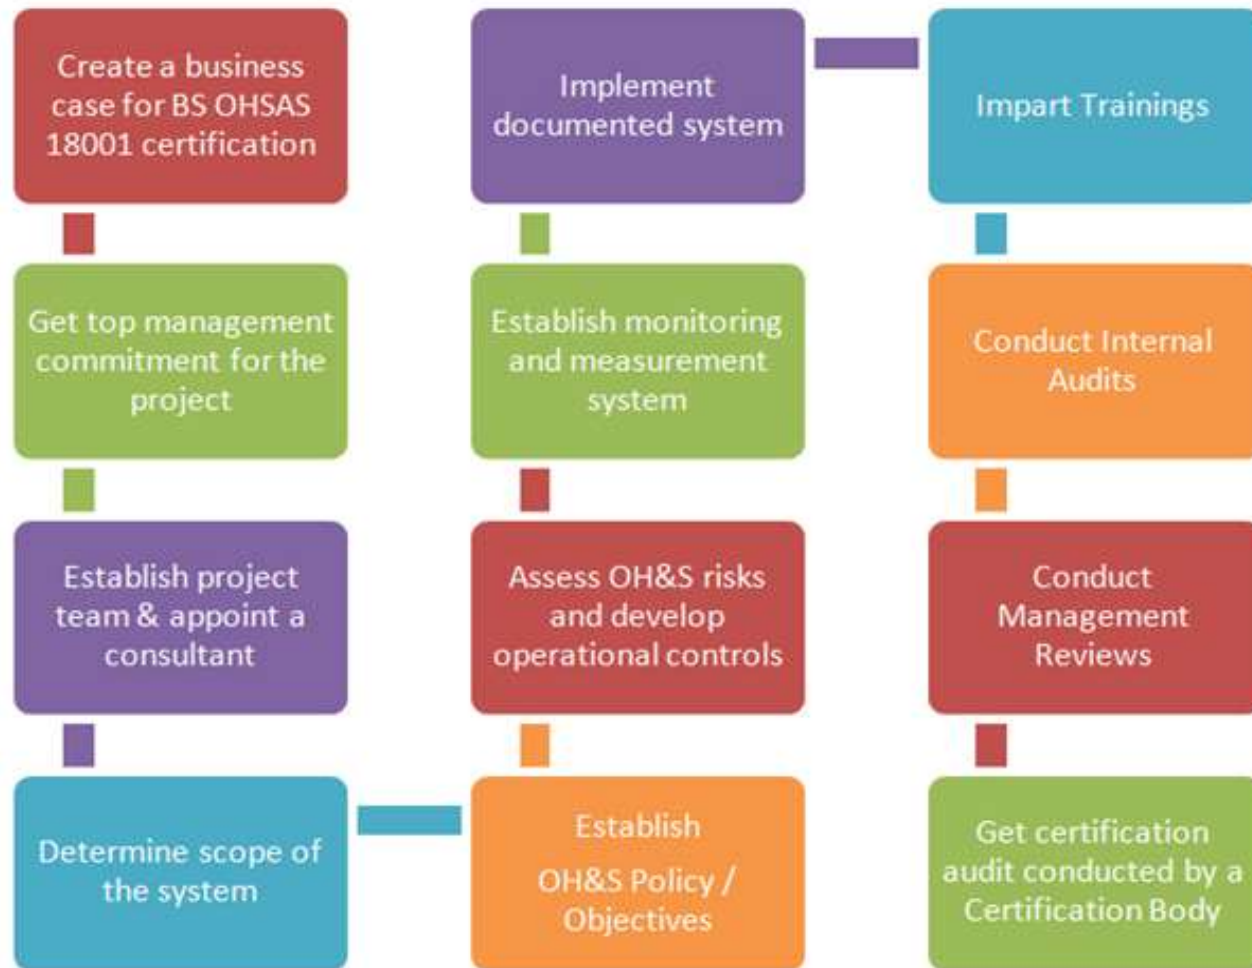 Create a business
case for BS OHSAS
18001 certification
Get top management
commitment for the
project
Establish project
team & appoint a
consultant
Determine scope of
the system
Establish
OH&S Policy /
Objectives
Assess OH&S risks
and develop
operational controls
Establish monitoring
and measurement
system
Implement
documented system
Impart Trainings
Conduct Internal
Audits
Conduct
Management
Reviews
Get certification
audit conducted by a
Certification Body